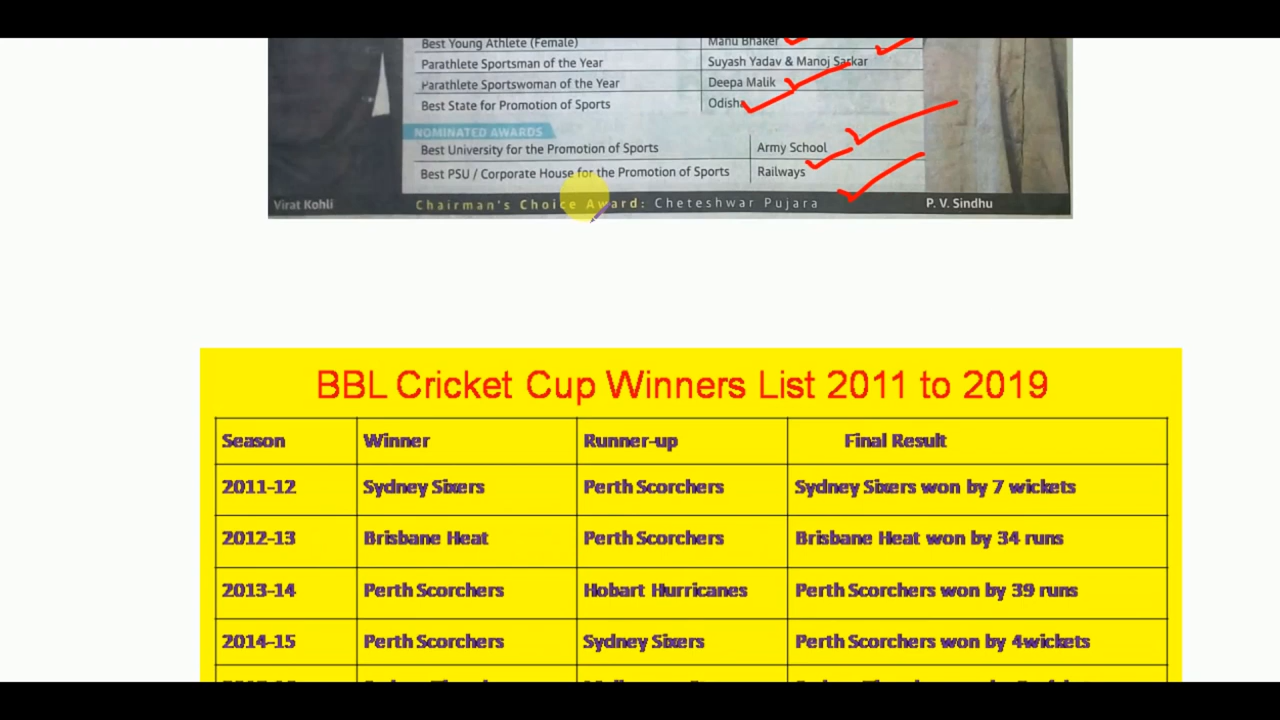 Best Young Athlete (Female) Manu Bhaker
Parathlete Sportsman of the Year Suyash Yadav & Manoj Sarkar
Parathlete Sportswoman of the Year Deepa Malik
Best State for Promotion of Sports Odisha
NOMINATED AWARDS
Best University for the Promotion of Sports Army School
Best PSU / Corporate House for the Promotion of Sports Railways
Virat Kohli Chairman's Choice Award: Cheteshwar Pujara P. V. Sindhu
BBL Cricket Cup Winners List 2011 to 2019
Season Winner Runner-up Final Result
2011-12 Sydney Sixers Perth Scorchers Sydney Sixers won by 7 wickets
2012-13 Brisbane Heat Perth Scorchers Brisbane Heat won by 34 runs
2013-14 Perth Scorchers Hobart Hurricanes Perth Scorchers won by 39 runs
2014-15 Perth Scorchers Sydney Sixers Perth Scorchers won by 4wickets